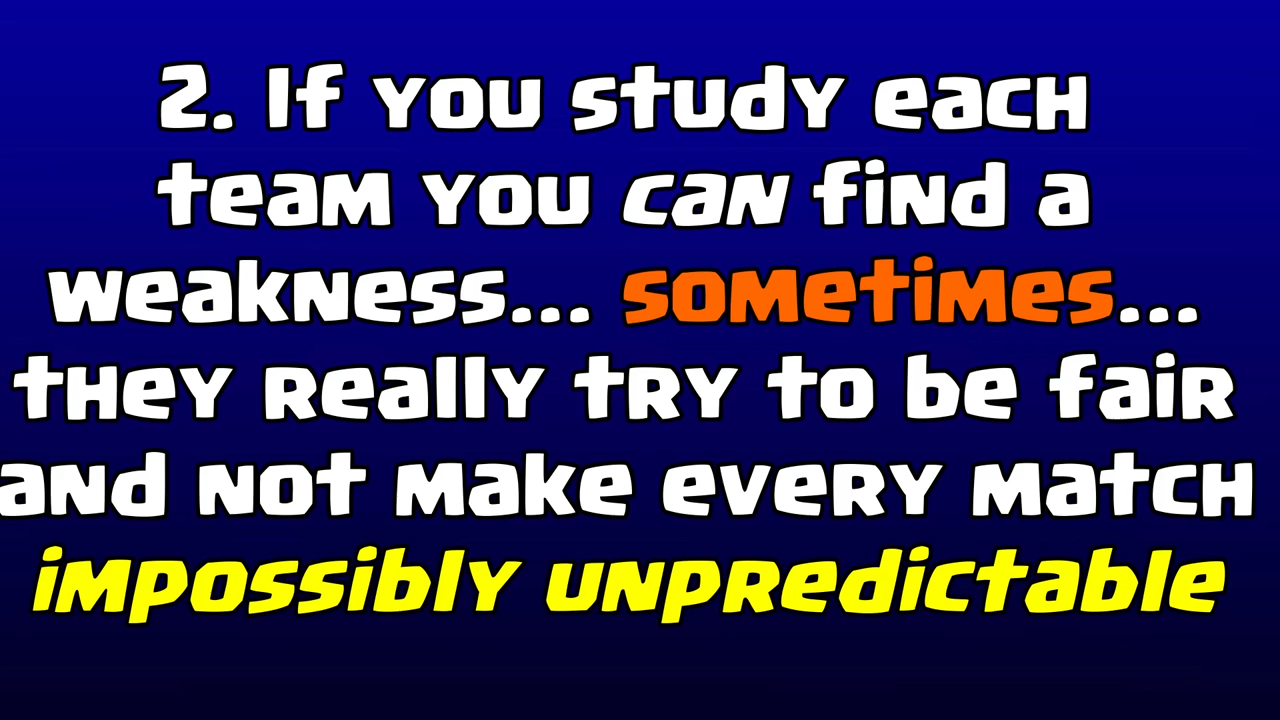 2. If you study each
team you can find a
weakness... sometimes...
they really try to be fair
and not make every match
impossibly unpredictable